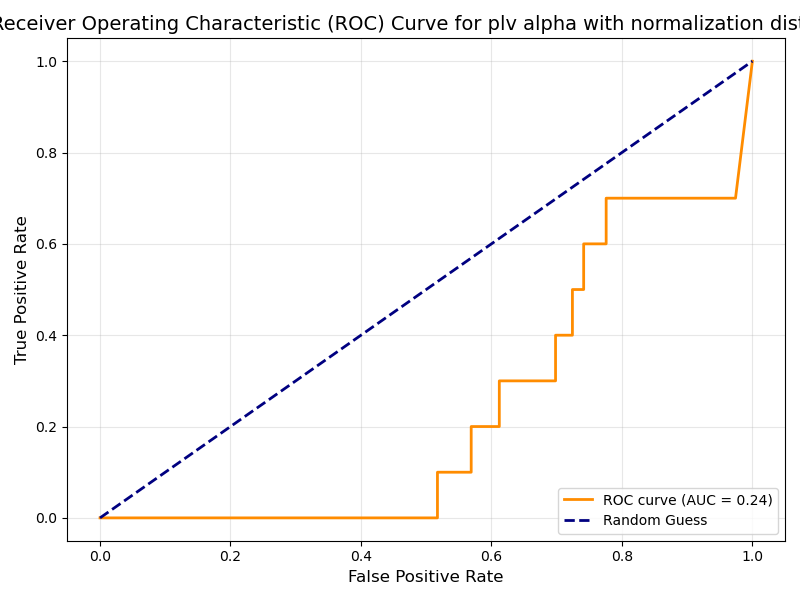 Receiver Operating Characteristic (ROC) Curve for plv alpha with normalization dist
1.0
0.8
0.6
0.4
0.2
0.0
True Positive Rate
0.0 0.2 0.4 0.6 0.8 1.0
False Positive Rate
ROC curve (AUC = 0.24)
Random Guess